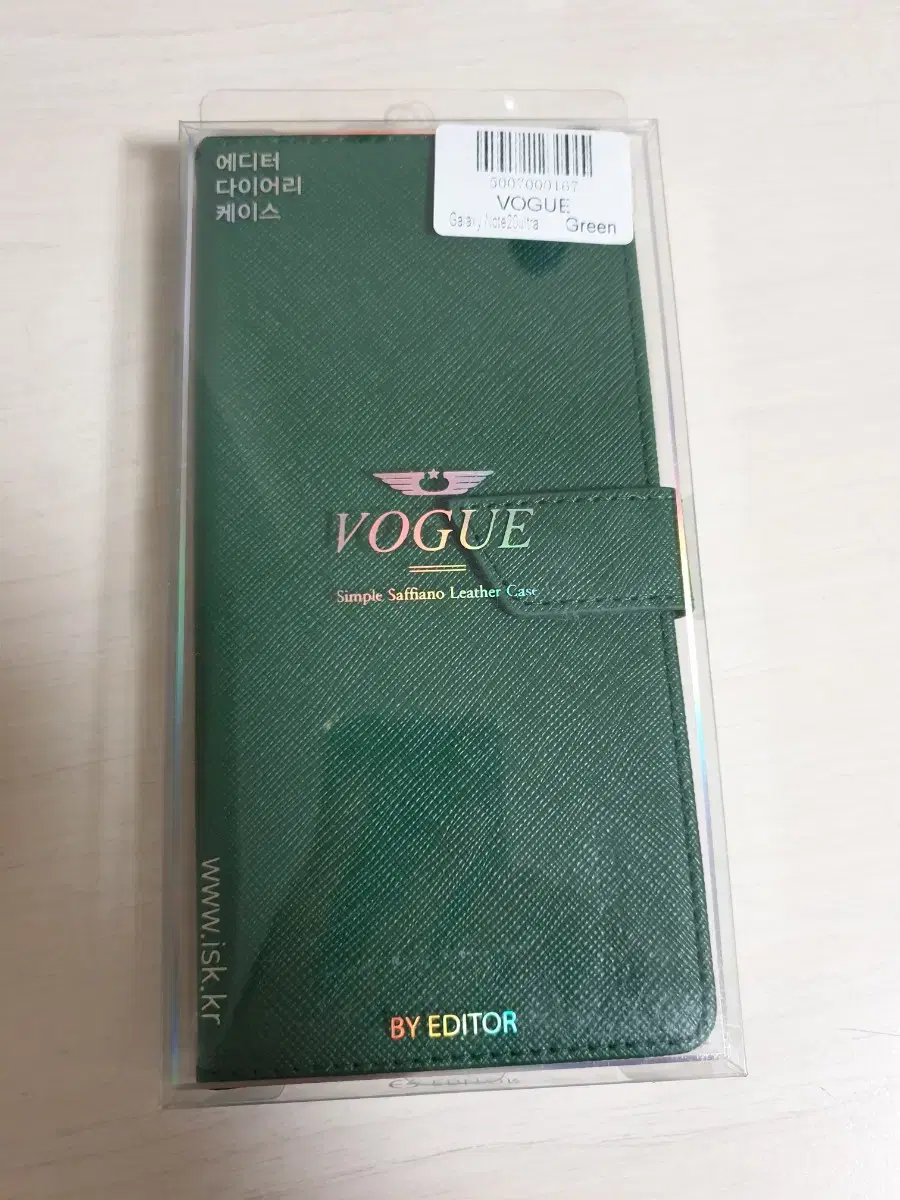 에디터
다이어리
케이스
5007000167
VOGUE
Galaxy Note20ultra Green
VOGUE
Simple Saffiano Leather Case
www.isk.kr
BY EDITOR